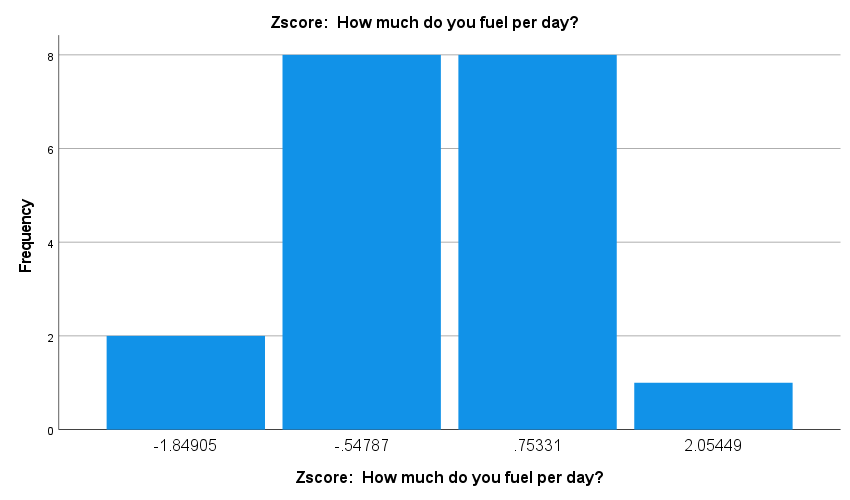 Zscore:  How much do you fuel per day?
8
6
4
2
0
Frequency
-1.84905 -.54787 .75331 2.05449
Zscore:  How much do you fuel per day?